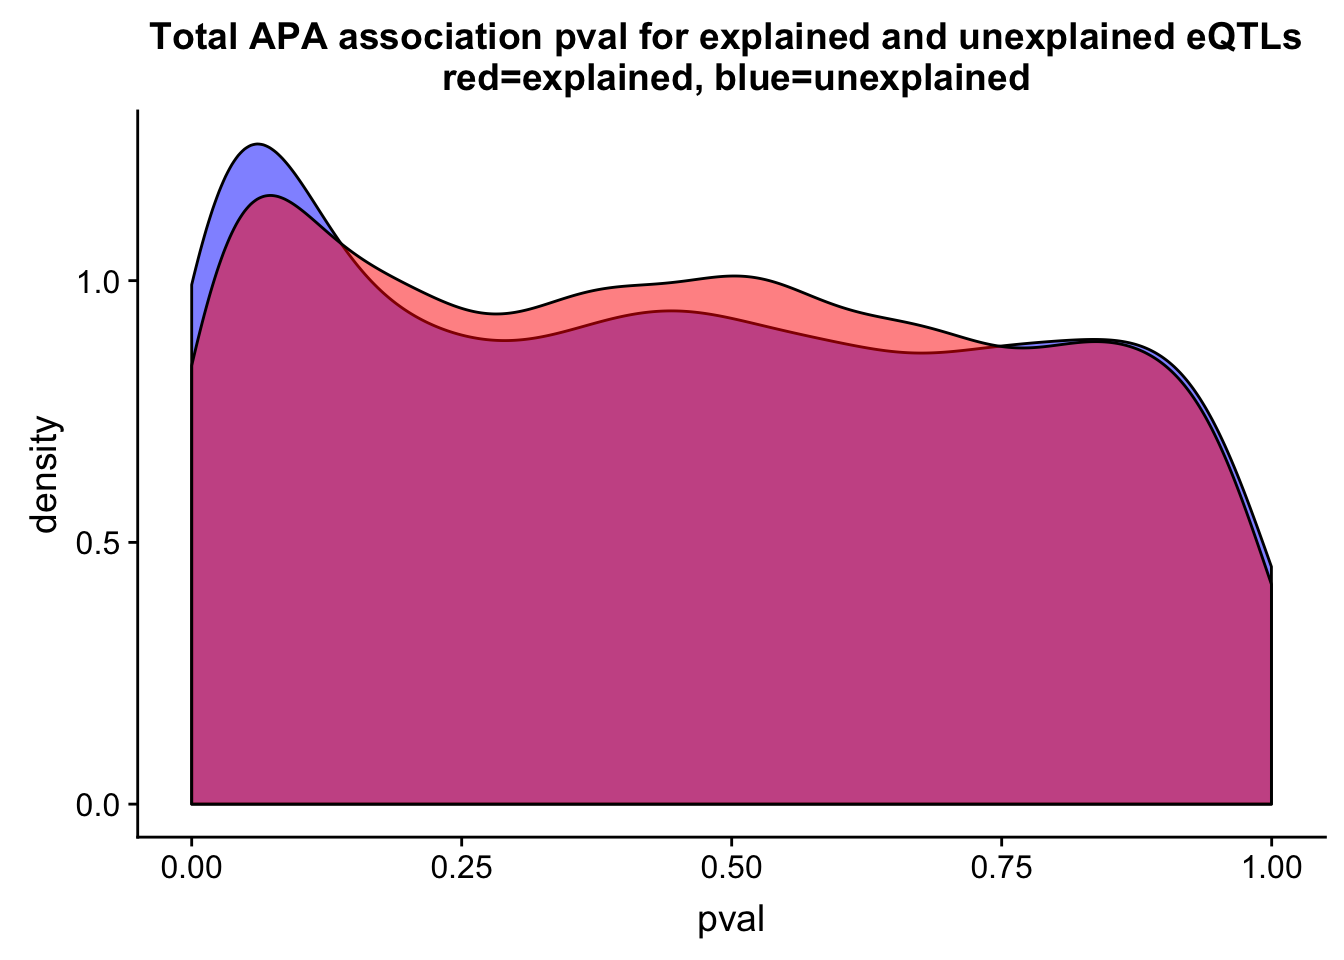 Total APA association pval for explained and unexplained eQTLs
red=explained, blue=unexplained
density
1.0
0.5
0.0
0.00 0.25 0.50 0.75 1.00
pval